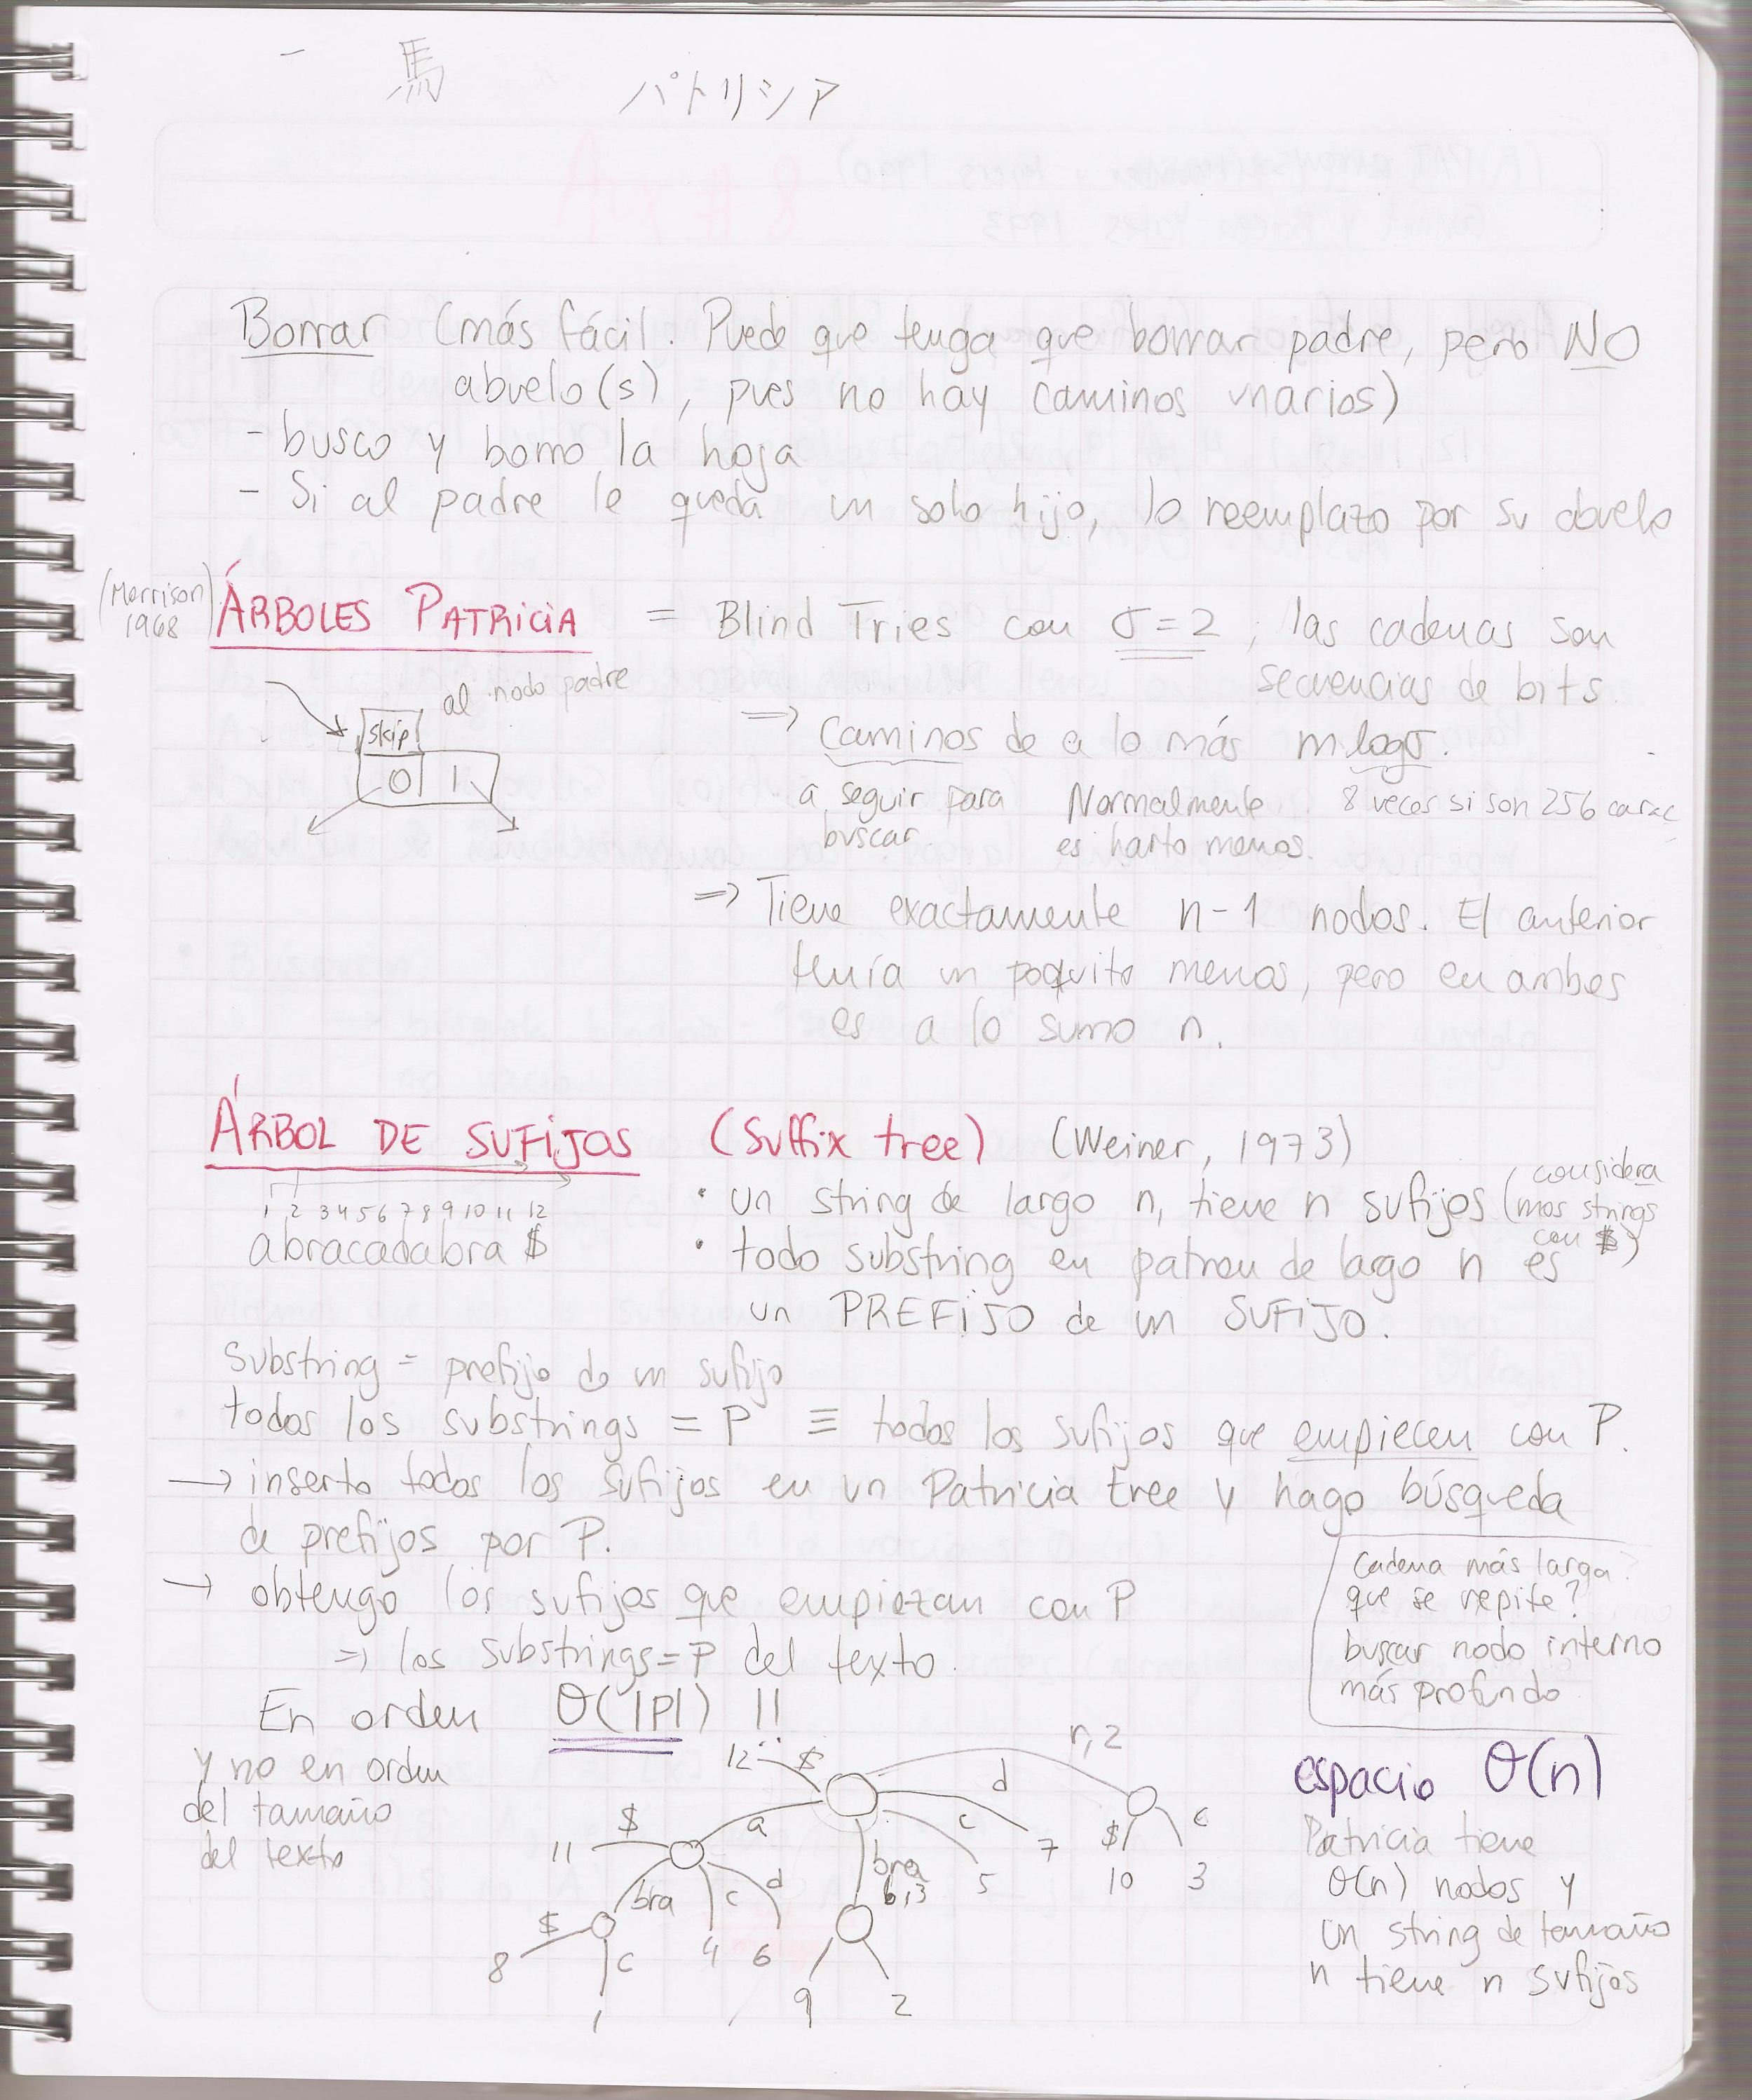 一 馬 パトリシア
Borrar (más fácil. Puede que tenga que borrar padre, pero NO
abuelo(s), pues no hay caminos unarios)
- busco y borro la hoja
- Si al padre le queda un solo hijo, lo reemplazo por su abuelo
(Morrison 1968) ÁRBOLES PATRICIA = Blind Tries con σ=2, las cadenas son
secuencias de bits.
al nodo padre
skip
0 1
⇒ Caminos de a lo más m logσ.
a seguir para buscar.
Normalmente es harto menos.
8 veces si son 256 carac
⇒ Tiene exactamente n-1 nodos. El anterior
tenía un poquito menos, pero en ambos
es a lo sumo n.
ÁRBOL DE SUFIJOS (Suffix tree) (Weiner, 1973)
1 2 3 4 5 6 7 8 9 10 11 12
abracadabra $
• un string de largo n, tiene n sufijos (considera mos strings con $)
• todo substring en patron de largo n es
un PREFIJO de un SUFIJO.
Substring = prefijo de un sufijo
todos los substrings = P ≡ todos los sufijos que empiecen con P.
→ inserto todos los sufijos en un Patricia tree y hago búsqueda
de prefijos por P.
→ obtengo los sufijos que empiezan con P
⇒ los substrings = P del texto.
Cadena más larga
que se repite?
buscar nodo interno
más profundo
En orden Θ(|P|) !!
y no en orden
del tamaño
del texto
12 $ r,2
d
$ a c
11 7 $ c
bra d bra 5 10 3
c 6,3
$ 4 6
8 c
1 9 2
espacio Θ(n)
Patricia tiene
Θ(n) nodos y
un string de tamaño
n tiene n sufijos